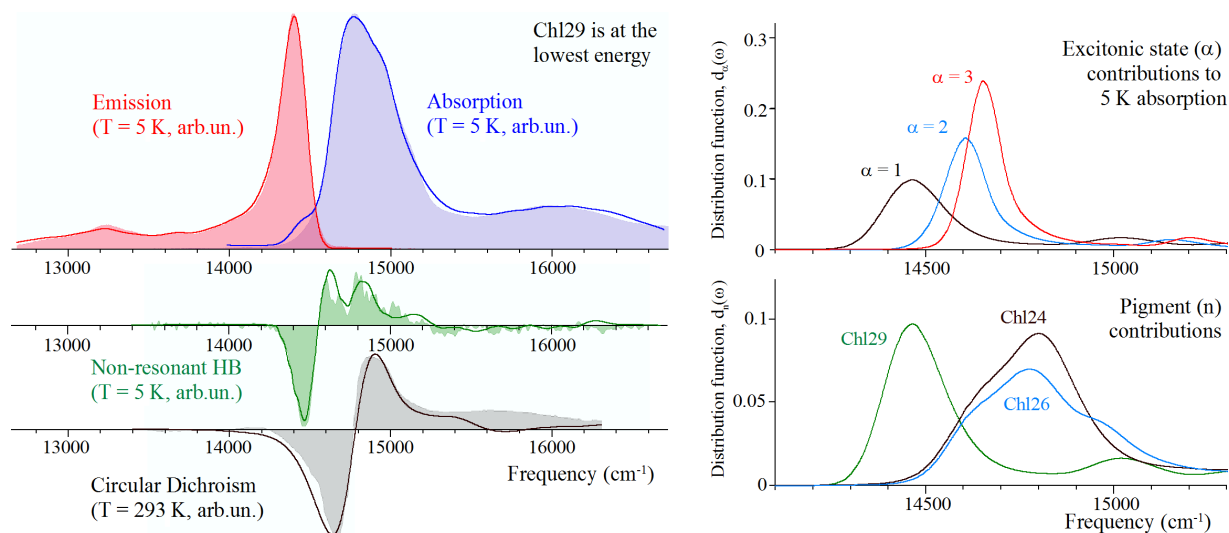 Chl29 is at the
lowest energy
Emission
(T = 5 K, arb.un.)
Absorption
(T = 5 K, arb.un.)
13000 14000 15000 16000
13000 14000 15000 16000
Non-resonant HB
(T = 5 K, arb.un.)
13000 14000 15000 16000
Frequency (cm⁻¹)
Circular Dichroism
(T = 293 K, arb.un.)
Distribution function, dα(ω)
0.3
0.2
0.1
0
Excitonic state (α)
contributions to
5 K absorption
α = 3
α = 2
α = 1
14500 15000
Distribution function, dn(ω)
0.1
0.05
0
Pigment (n)
contributions
Chl24
Chl29
Chl26
14500 15000
Frequency (cm⁻¹)